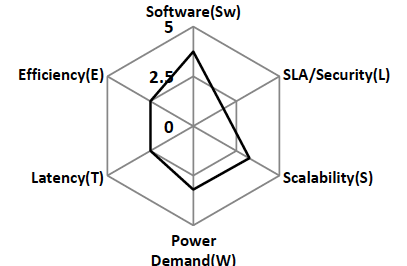 Software(Sw)
5
Efficiency(E)
2.5
SLA/Security(L)
0
Latency(T)
Scalability(S)
Power
Demand(W)